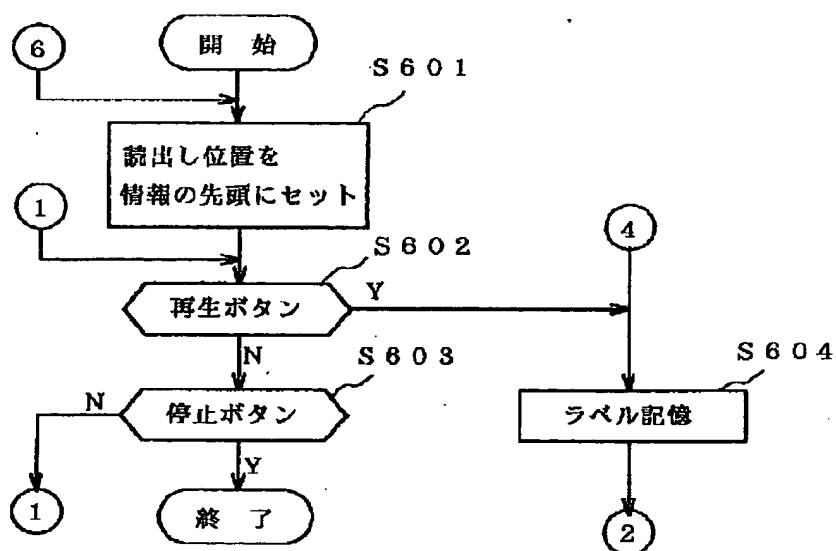 ⑥
開 始
S601
読出し位置を
情報の先頭にセット
①
S602
④
再生ボタン
Y
N
S603
S604
N
停止ボタン
ラベル記憶
Y
①
終 了
②